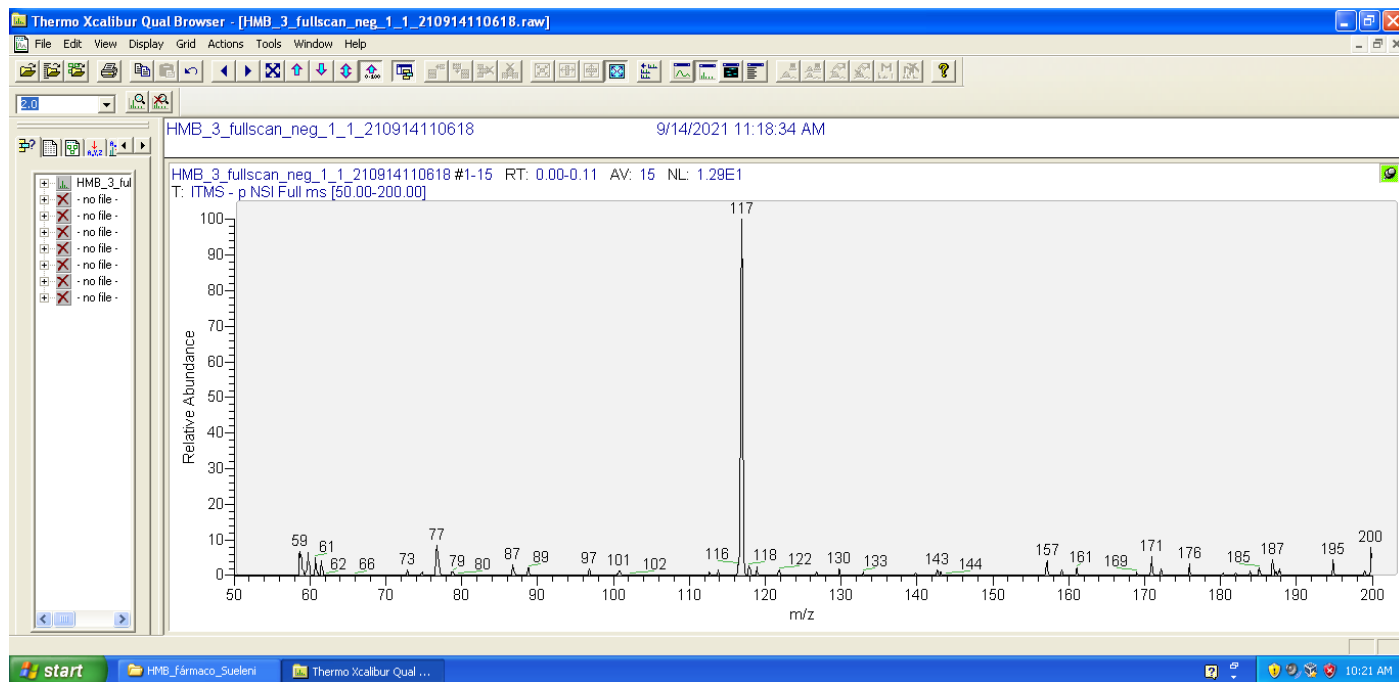 Thermo Xcalibur Qual Browser - [HMB_3_fullscan_neg_1_1_210914110618.raw]
File Edit View Display Grid Actions Tools Window Help
2.0
HMB_3_fullscan_neg_1_1_210914110618 9/14/2021 11:18:34 AM
HMB_3_ful
- no file -
- no file -
- no file -
- no file -
- no file -
- no file -
- no file -
HMB_3_fullscan_neg_1_1_210914110618 #1-15 RT: 0.00-0.11 AV: 15 NL: 1.29E1
T: ITMS - p NSI Full ms [50.00-200.00]
117
100
90
80
70
60
50
40
30
20
10
0
Relative Abundance
59 61 62 66 73 77 79 80 87 89 97 101 102 116 118 122 130 133 143 144 157 161 169 171 176 185 187 195 200
50 60 70 80 90 100 110 120 130 140 150 160 170 180 190 200
m/z
start HMB_fármaco_Sueleni Thermo Xcalibur Qual ... 10:21 AM